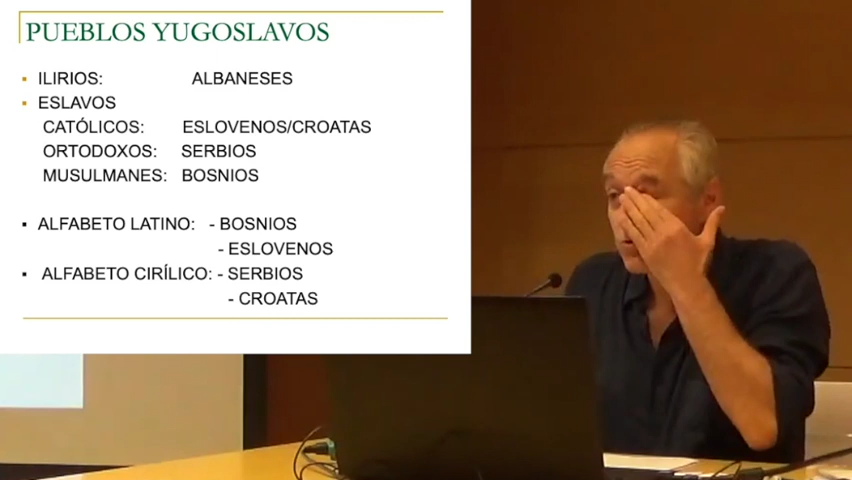 PUEBLOS YUGOSLAVOS
▪ ILIRIOS: ALBANESES
▪ ESLAVOS
CATÓLICOS: ESLOVENOS/CROATAS
ORTODOXOS: SERBIOS
MUSULMANES: BOSNIOS
▪ ALFABETO LATINO: - BOSNIOS
- ESLOVENOS
▪ ALFABETO CIRÍLICO: - SERBIOS
- CROATAS